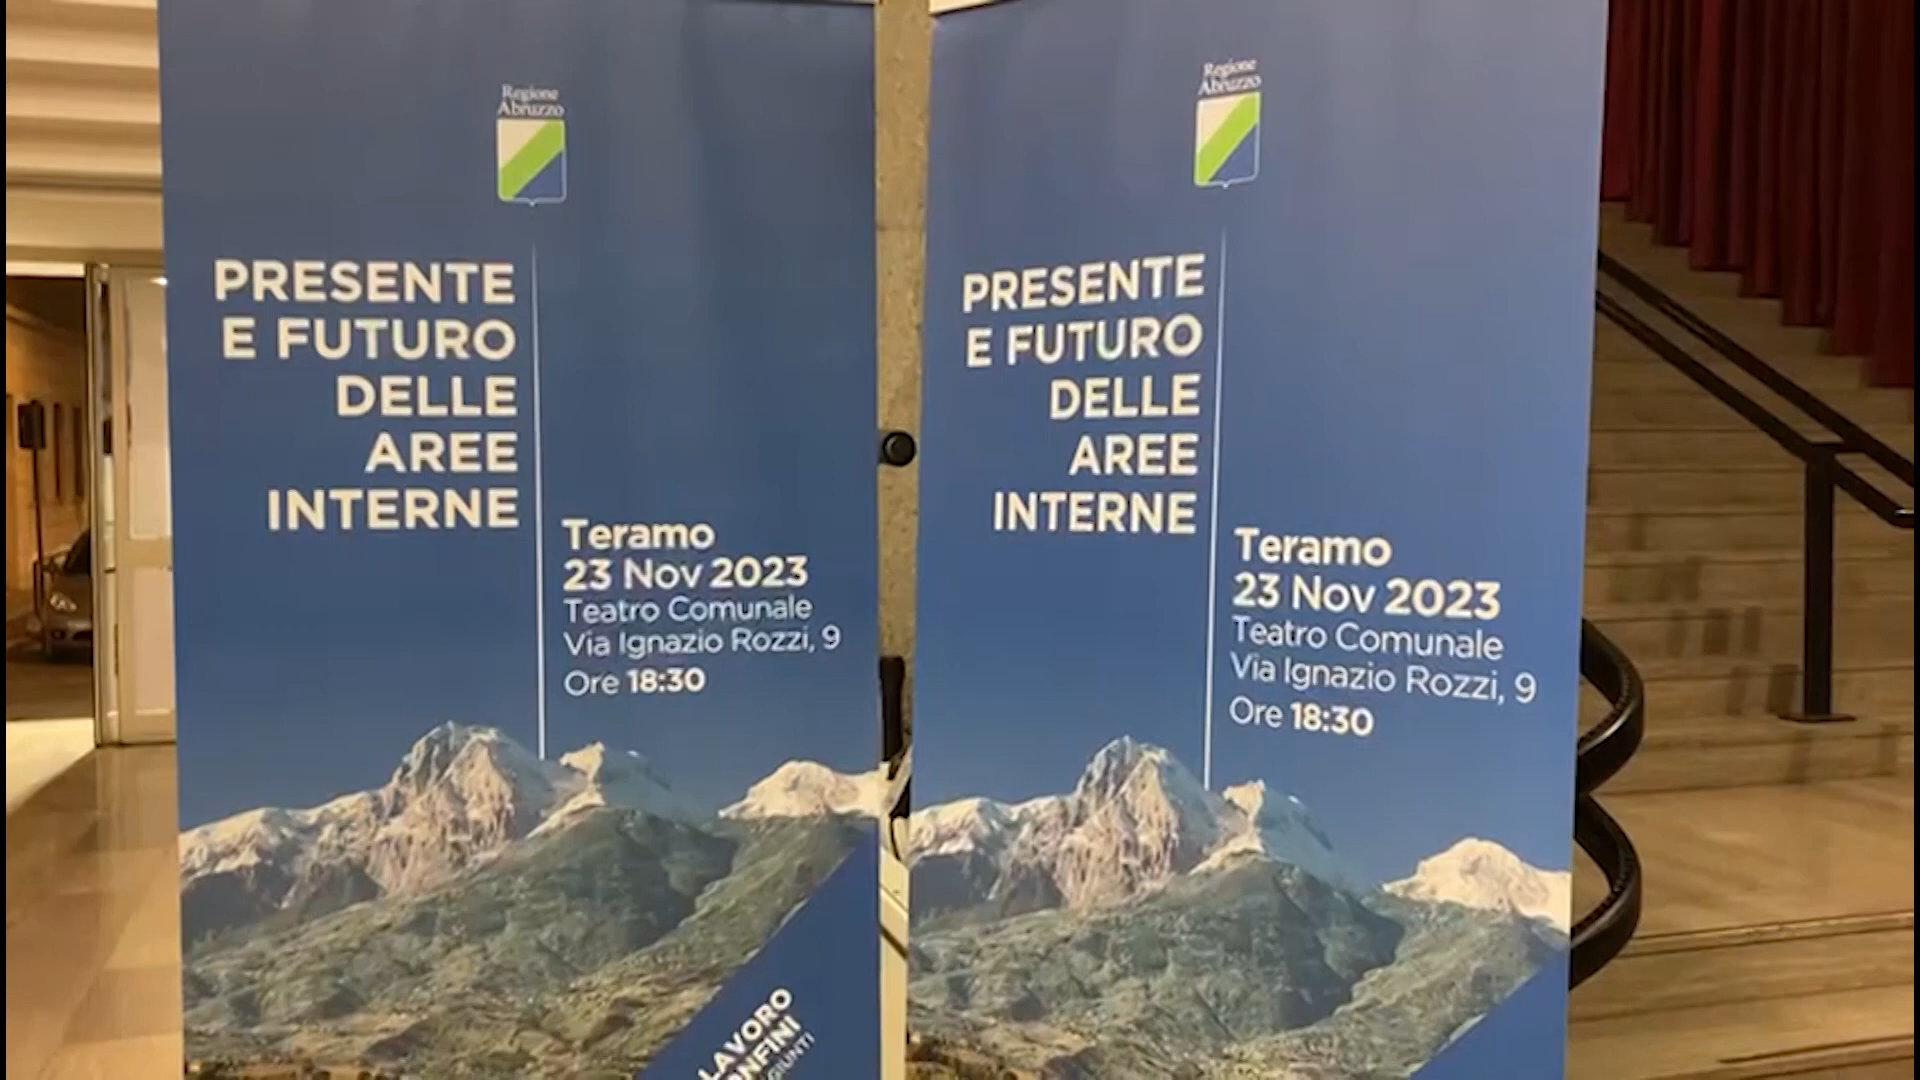 Regione
Abruzzo
PRESENTE
E FUTURO
DELLE
AREE
INTERNE
Teramo
23 Nov 2023
Teatro Comunale
Via Ignazio Rozzi, 9
Ore 18:30
LAVORO
Regione
Abruzzo
PRESENTE
E FUTURO
DELLE
AREE
INTERNE
Teramo
23 Nov 2023
Teatro Comunale
Via Ignazio Rozzi, 9
Ore 18:30